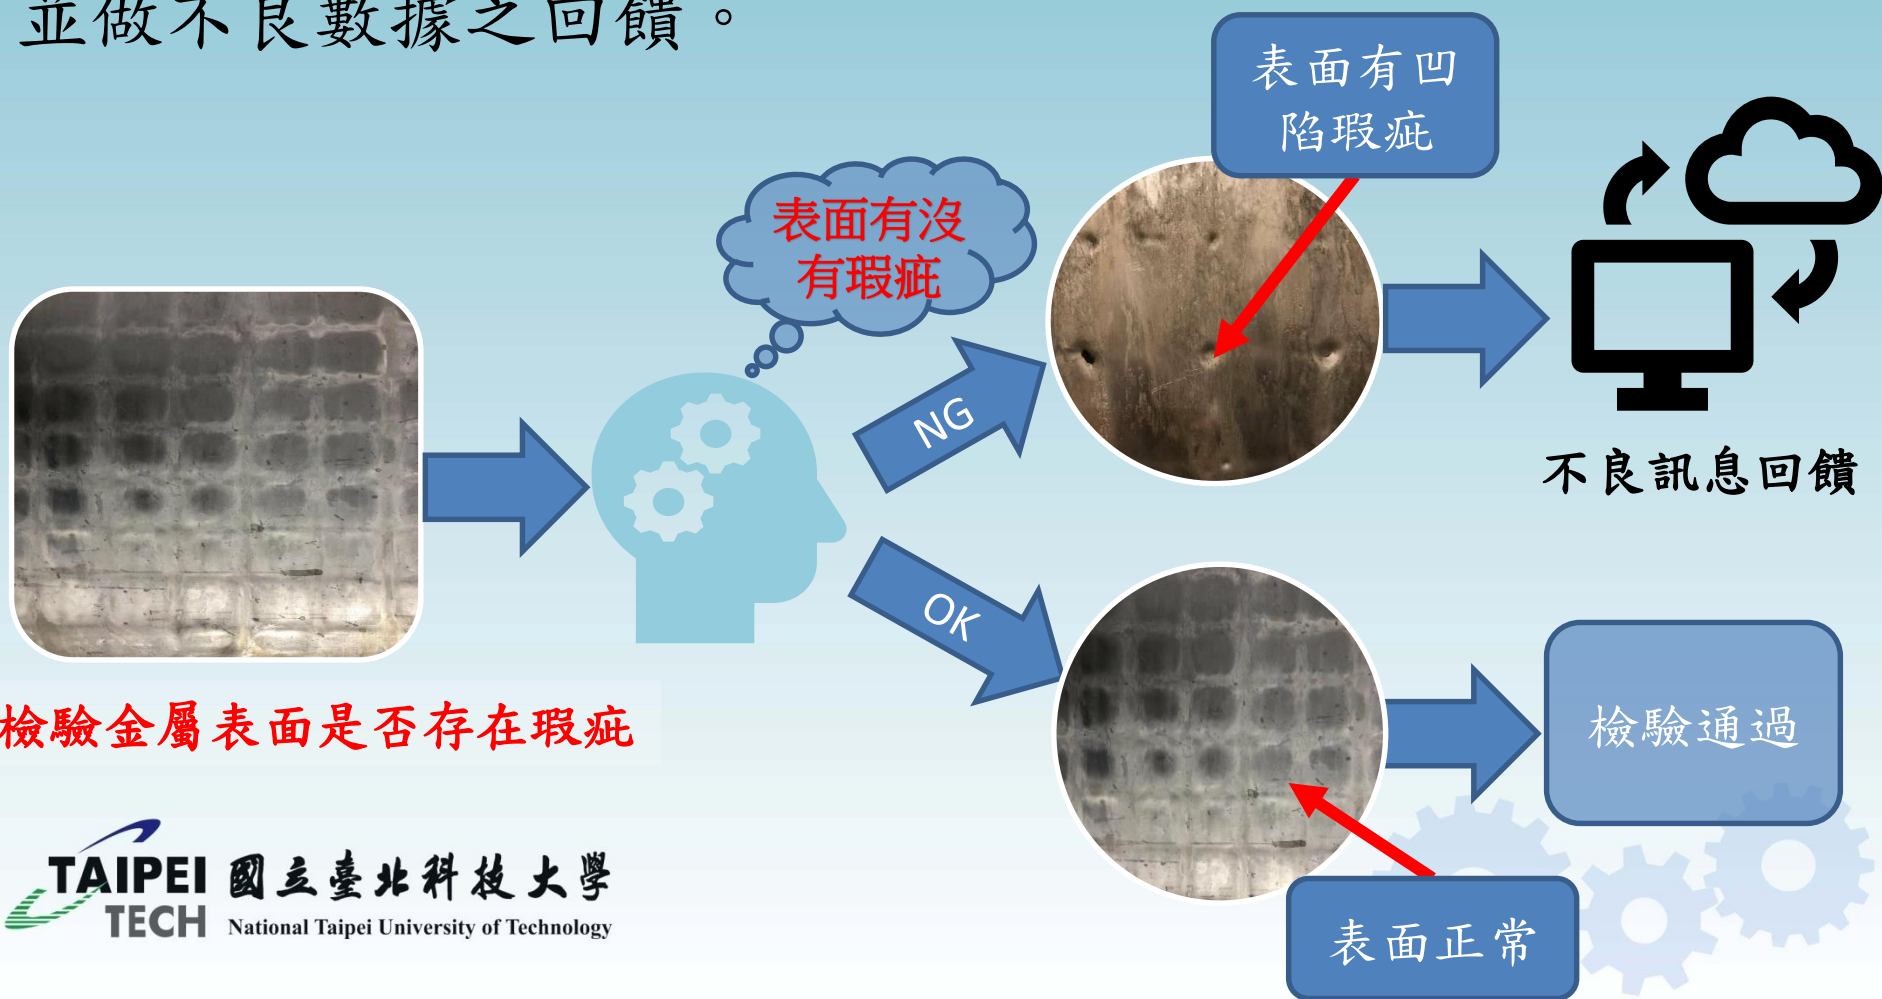 並做不良數據之回饋。
表面有凹
陷瑕疵
表面有沒
有瑕疵
NG
不良訊息回饋
OK
檢驗金屬表面是否存在瑕疵
檢驗通過
表面正常
TAIPEI
TECH
國立臺北科技大學
National Taipei University of Technology